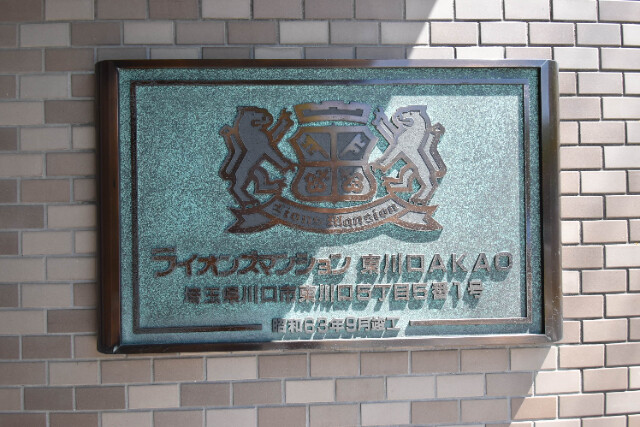 Lions Mansion
ライオンズマンション 東川口AKAO
埼玉県川口市東川口5丁目5番1号
昭和63年9月竣工